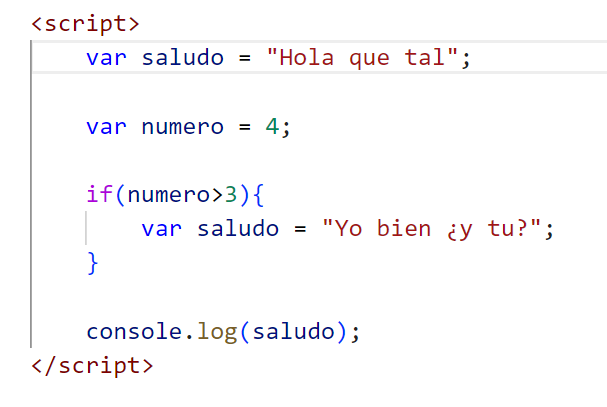 <script>
var saludo = "Hola que tal";
var numero = 4;
if(numero>3){
var saludo = "Yo bien ¿y tu?";
}
console.log(saludo);
</script>